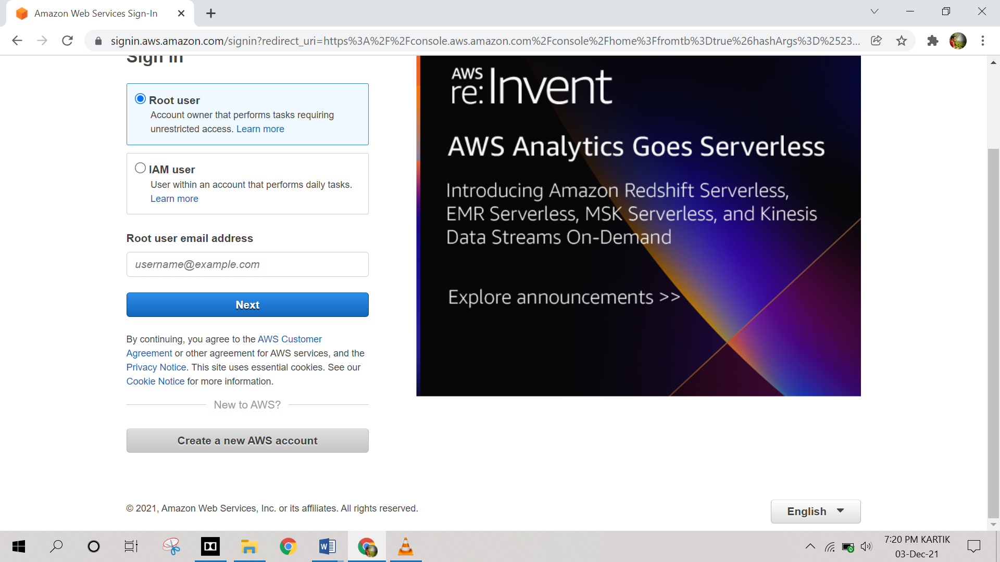 Amazon Web Services Sign-In
signin.aws.amazon.com/signin?redirect_uri=https%3A%2F%2Fconsole.aws.amazon.com%2Fconsole%2Fhome%3Ffromtb%3Dtrue%26hashArgs%3D%2523...
Sign in
Root user
Account owner that performs tasks requiring
unrestricted access. Learn more
IAM user
User within an account that performs daily tasks.
Learn more
Root user email address
username@example.com
Next
By continuing, you agree to the AWS Customer
Agreement or other agreement for AWS services, and the
Privacy Notice. This site uses essential cookies. See our
Cookie Notice for more information.
New to AWS?
Create a new AWS account
AWS
re:Invent
AWS Analytics Goes Serverless
Introducing Amazon Redshift Serverless,
EMR Serverless, MSK Serverless, and Kinesis
Data Streams On-Demand
Explore announcements >>
© 2021, Amazon Web Services, Inc. or its affiliates. All rights reserved.
English
7:20 PM KARTIK
03-Dec-21